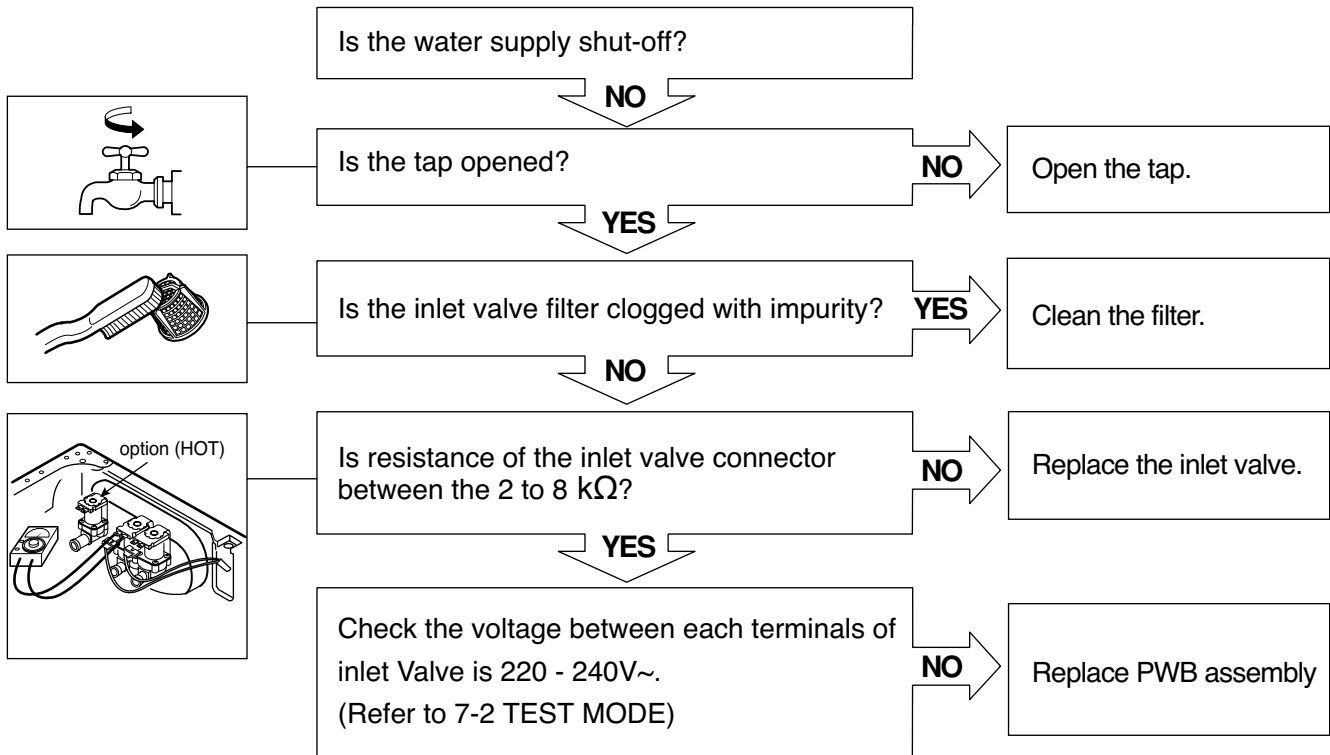 Is the water supply shut-off?
NO
Is the tap opened?
NO
Open the tap.
YES
Is the inlet valve filter clogged with impurity?
YES
Clean the filter.
NO
option (HOT)
Is resistance of the inlet valve connector
between the 2 to 8 kΩ?
NO
Replace the inlet valve.
YES
Check the voltage between each terminals of
inlet Valve is 220 - 240V~.
(Refer to 7-2 TEST MODE)
NO
Replace PWB assembly